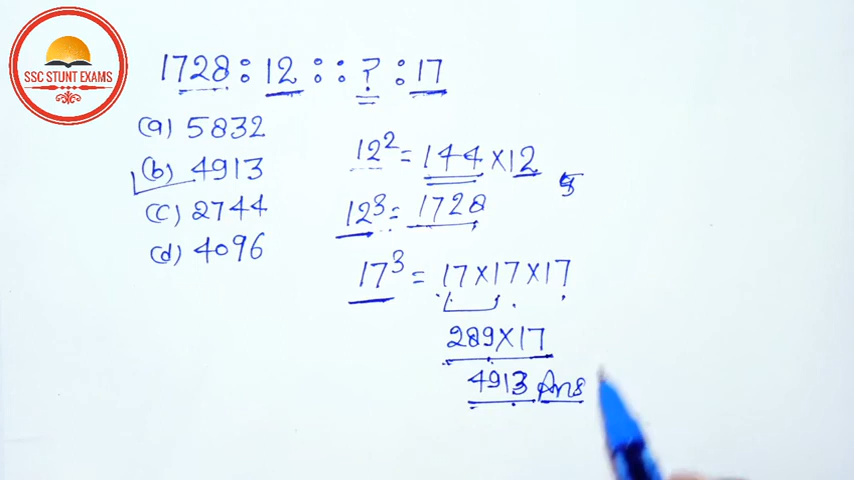 SSC STUNT EXAMS
1728 : 12 :: ? : 17
(a) 5832
(b) 4913
(c) 2744
(d) 4096
12² = 144 × 12
12³ = 1728
17³ = 17 × 17 × 17
289 × 17
4913 Ans